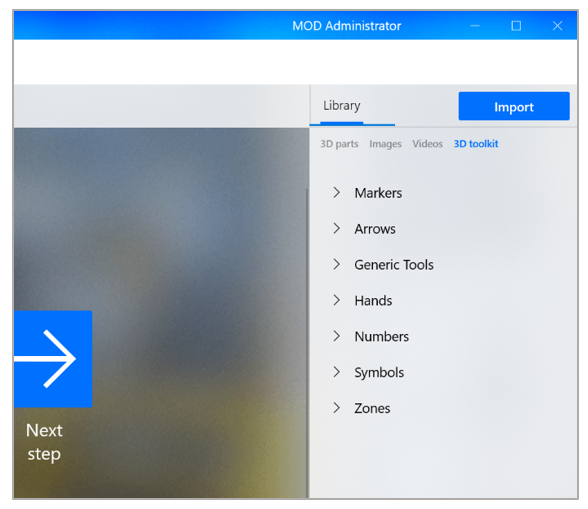 MOD Administrator
Library
Import
3D parts Images Videos 3D toolkit
Markers
Arrows
Generic Tools
Hands
Numbers
Symbols
Zones
Next
step